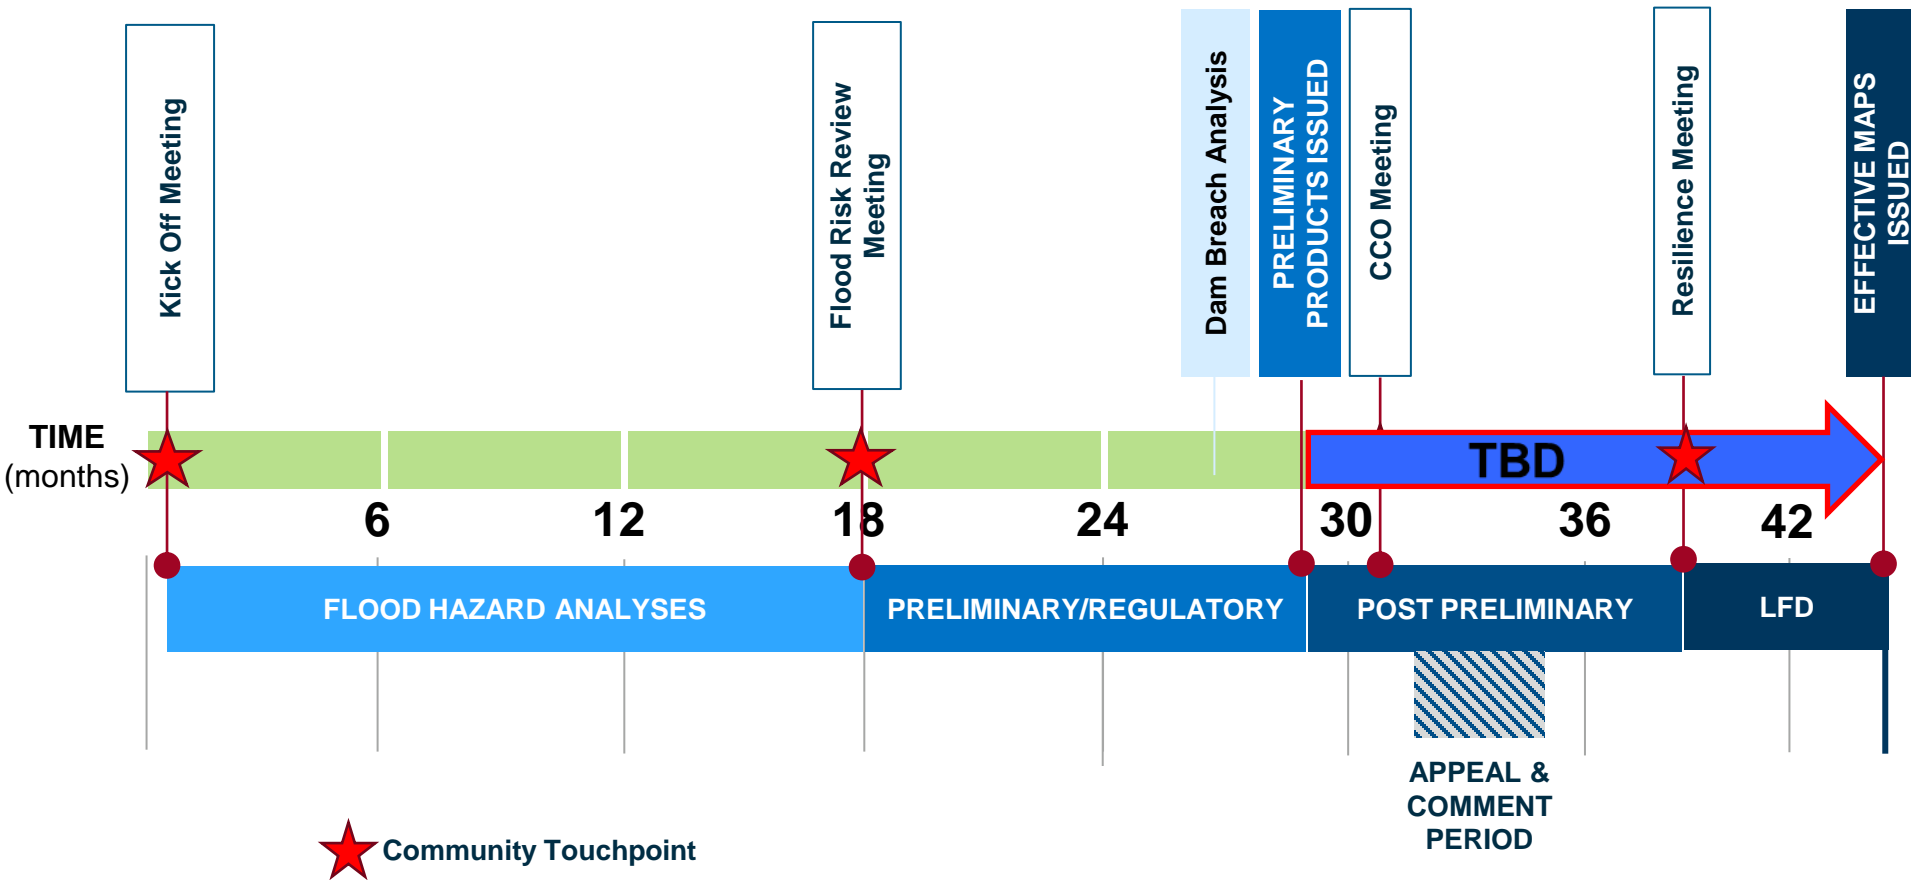 Kick Off Meeting
Flood Risk Review
Meeting
Dam Breach Analysis
PRELIMINARY
PRODUCTS ISSUED
CCO Meeting
Resilience Meeting
EFFECTIVE MAPS
ISSUED
TIME
(months)
TBD
6
12
18
24
30
36
42
FLOOD HAZARD ANALYSES
PRELIMINARY/REGULATORY
POST PRELIMINARY
LFD
APPEAL &
COMMENT
PERIOD
Community Touchpoint